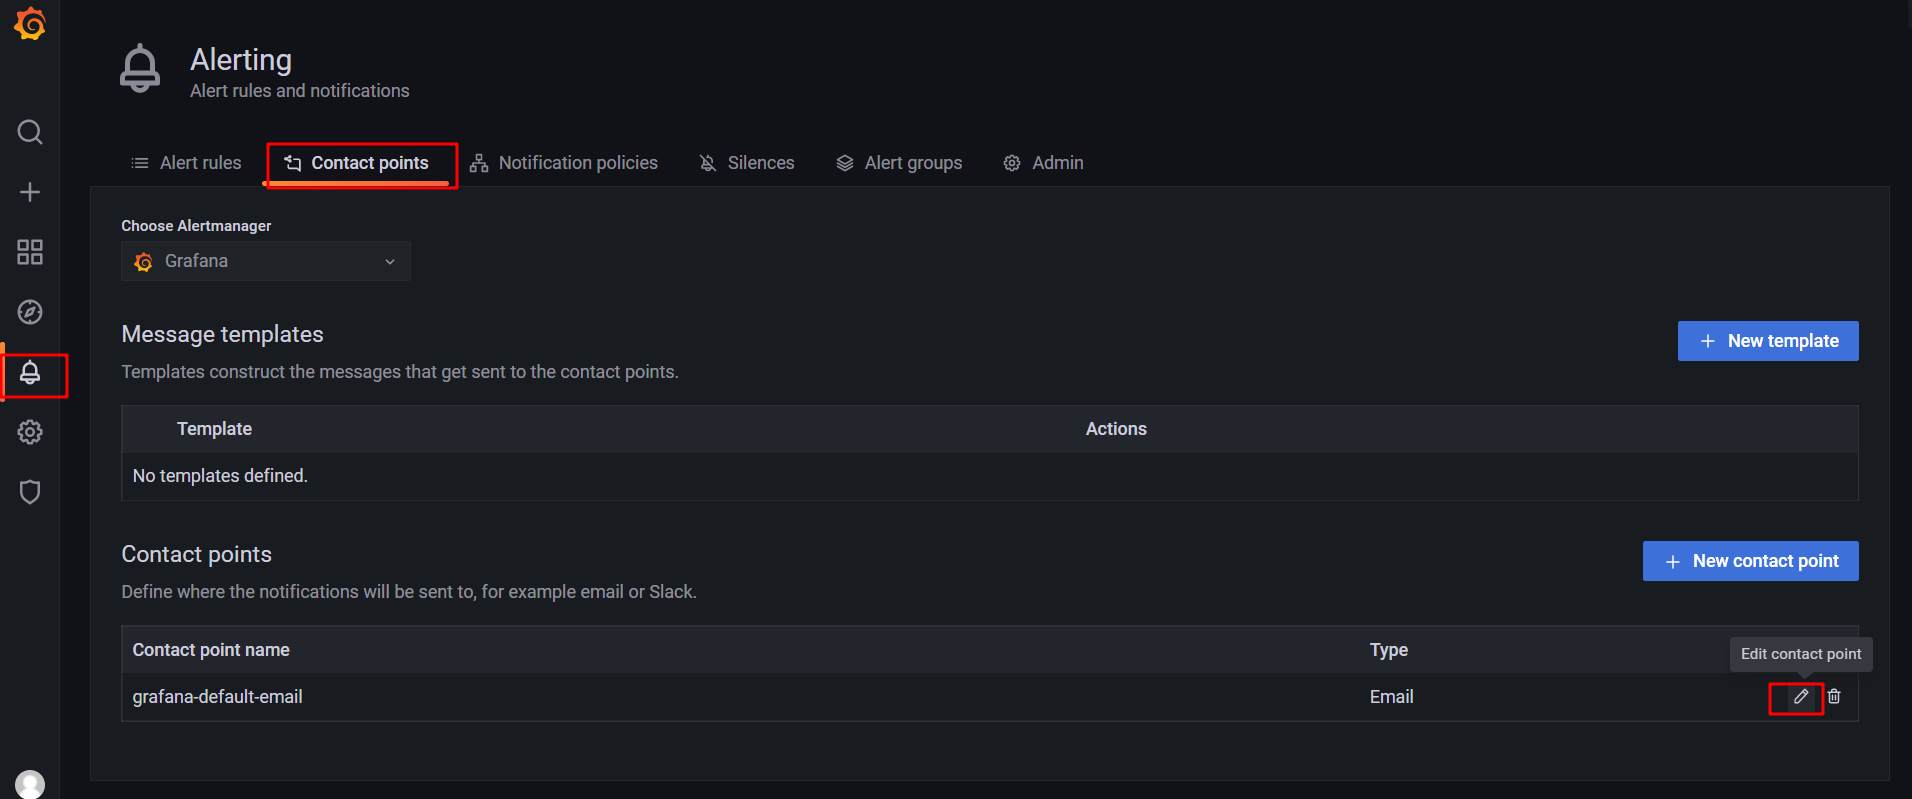 Alerting
Alert rules and notifications
Alert rules
Contact points
Notification policies
Silences
Alert groups
Admin
Choose Alertmanager
Grafana
Message templates
New template
Templates construct the messages that get sent to the contact points.
Template Actions
No templates defined.
Contact points
New contact point
Define where the notifications will be sent to, for example email or Slack.
Contact point name Type
Edit contact point
grafana-default-email Email